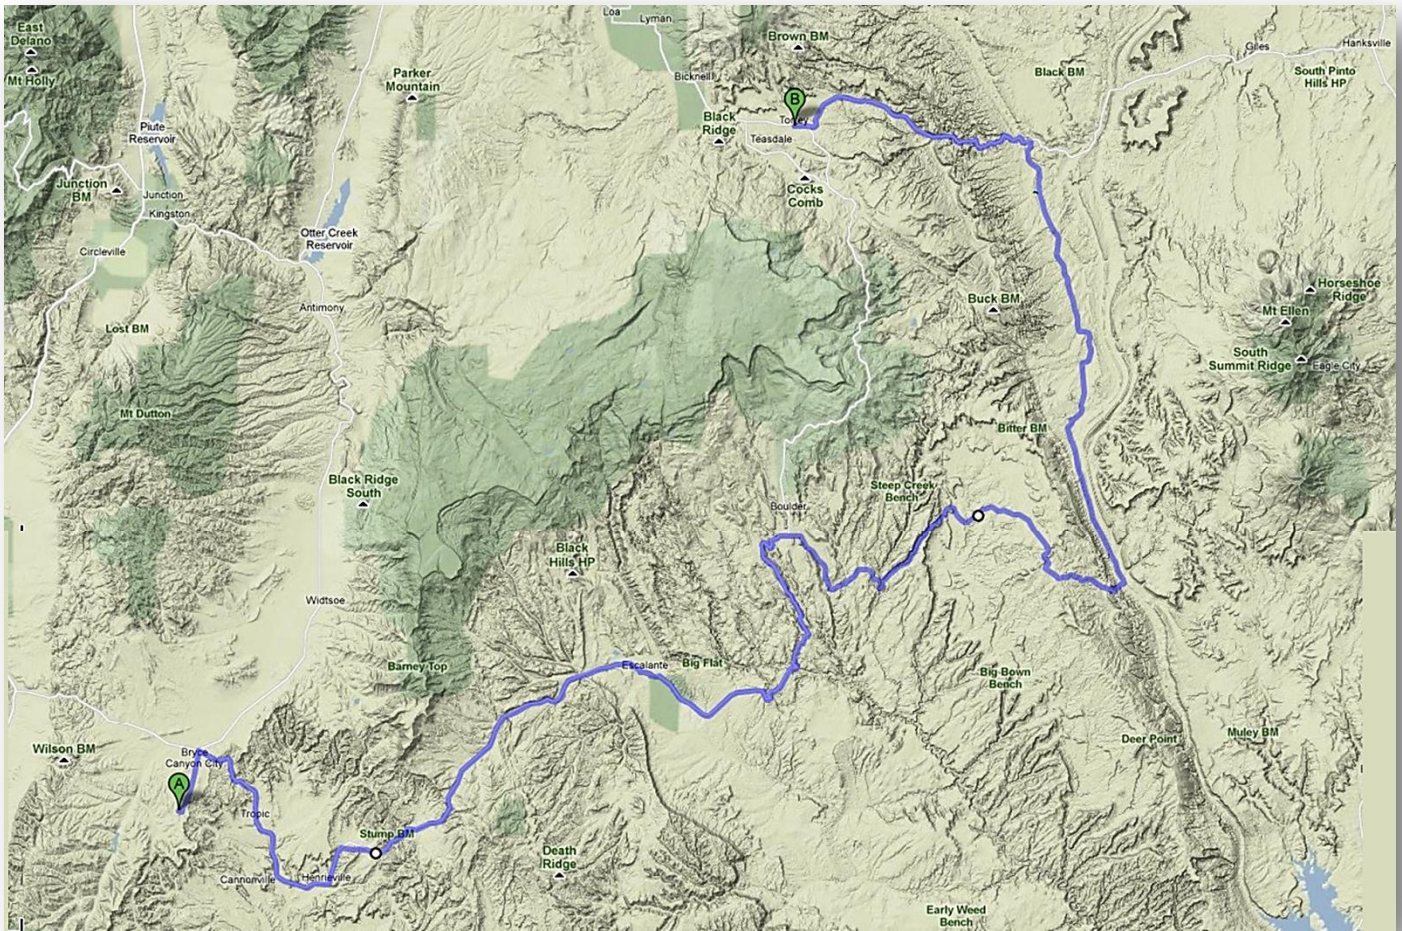 East
Delano
Mt Holly
Loa
Lyman
Brown BM
Bicknell
Parker
Mountain
Black BM
Giles
Hanksville
South Pinto
Hills HP
B
Torrey
Black
Ridge
Teasdale
Piute
Reservoir
Junction
BM
Junction
Kingston
Cocks
Comb
Otter Creek
Reservoir
Circleville
Antimony
Lost BM
Buck BM
Horseshoe
Ridge
Mt Ellen
South
Summit Ridge
Eagle City
Mt Dutton
Bitter BM
Black Ridge
South
Steep Creek
Bench
Boulder
Black
Hills HP
Widtsoe
Barney Top
Escalante
Big Flat
Big Bown
Bench
Deer Point
Muley BM
Wilson BM
Bryce
Canyon City
A
Tropic
Stump BM
Cannonville
Henrieville
Death
Ridge
Early Weed
Bench